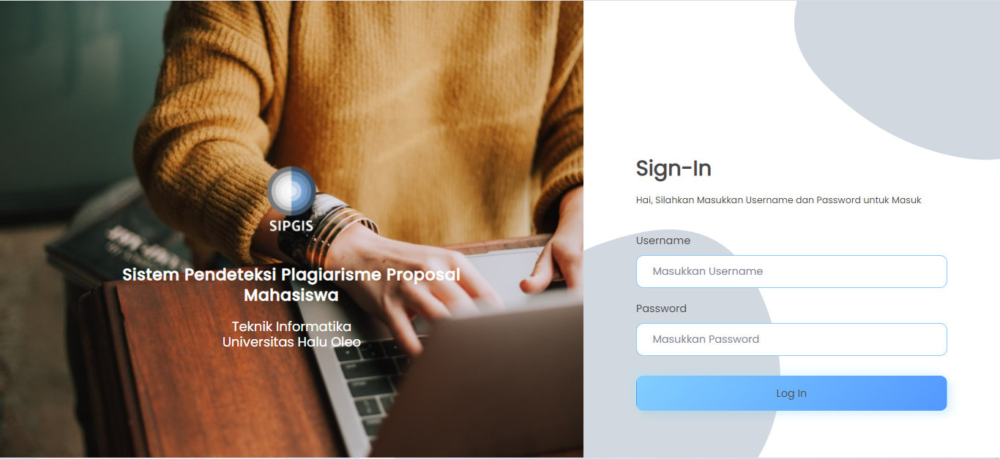 SIPGIS
Sistem Pendeteksi Plagiarisme Proposal
Mahasiswa
Teknik Informatika
Universitas Halu Oleo
Sign-In
Hai, Silahkan Masukkan Username dan Password untuk Masuk
Username
Masukkan Username
Password
Masukkan Password
Log In